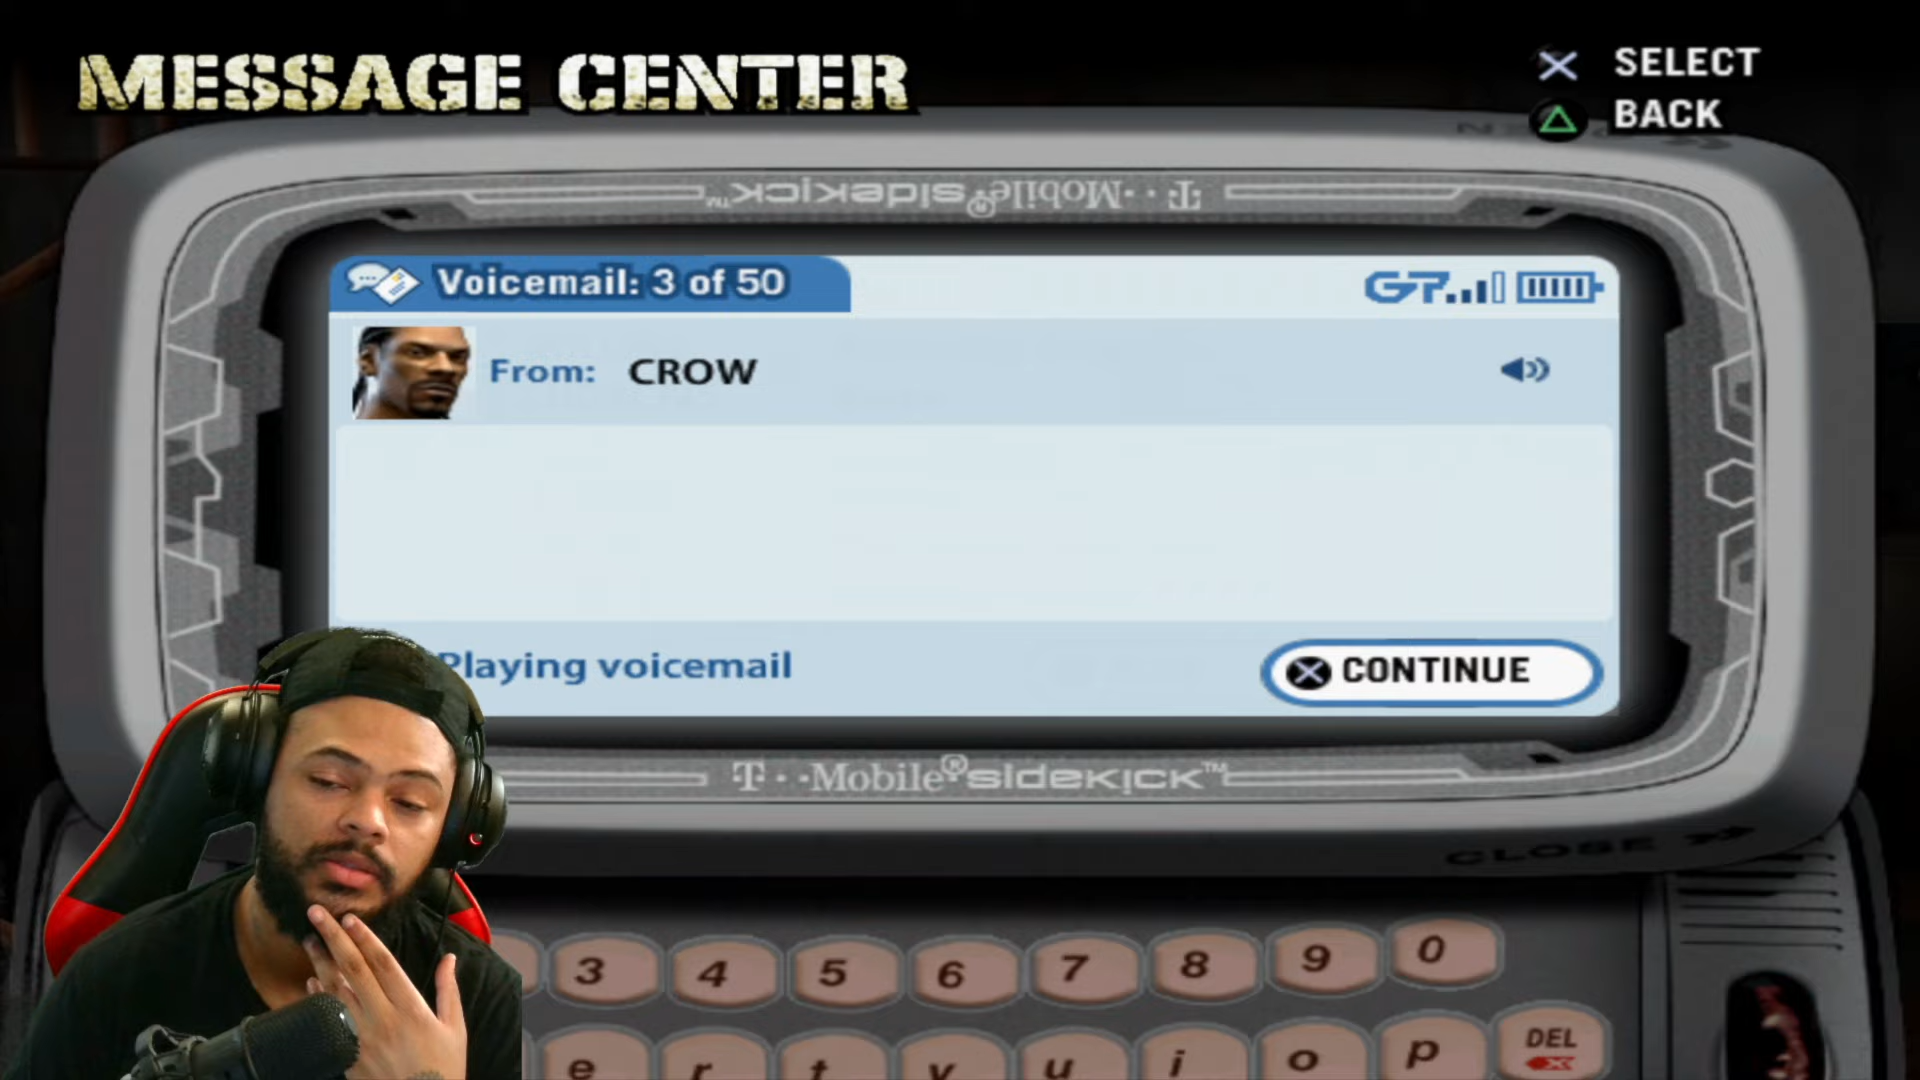 MESSAGE CENTER
SELECT
BACK
T··Mobile® sidekick™
Voicemail: 3 of 50
From: CROW
Playing voicemail
CONTINUE
T··Mobile® sidekick™
CLOSE
3 4 5 6 7 8 9 0
e r t y u i o p DEL